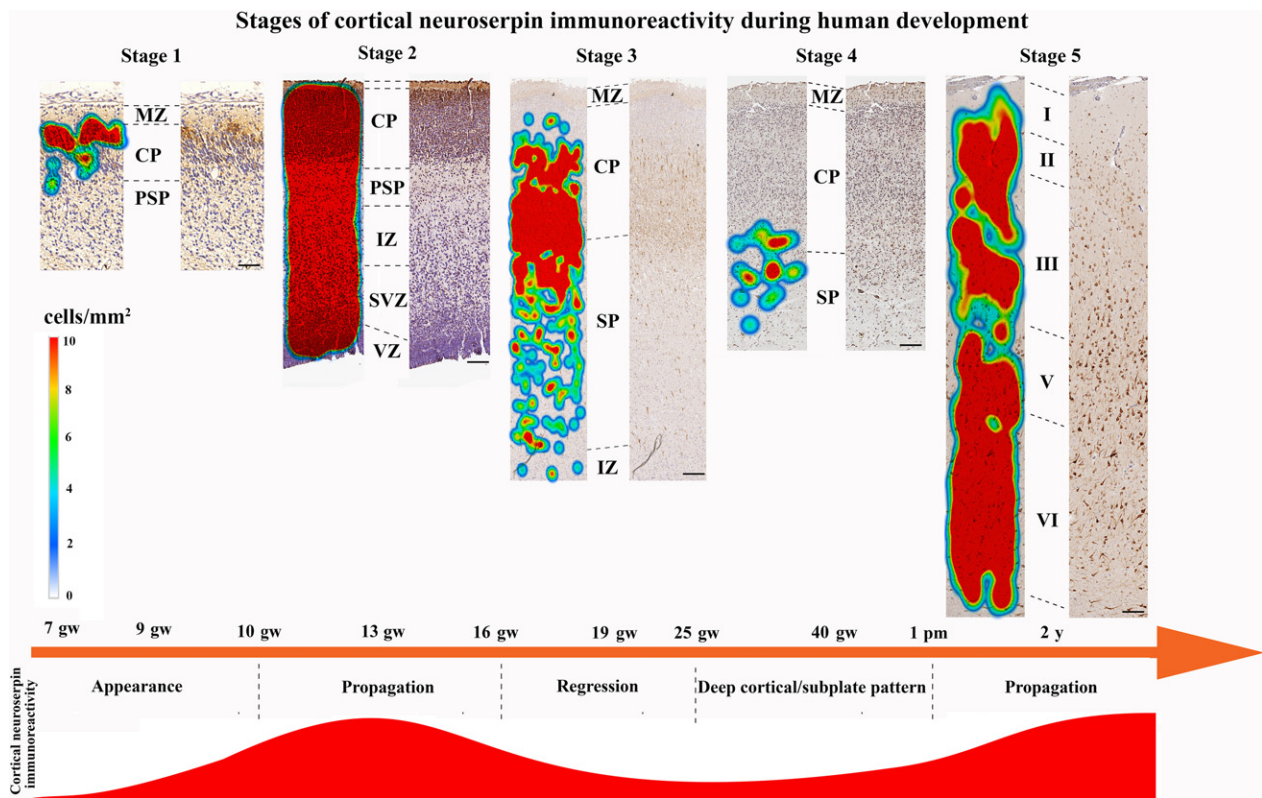 Stages of cortical neuroserpin immunoreactivity during human development
Stage 1
Stage 2
Stage 3
Stage 4
Stage 5
MZ
CP
PSP
CP
PSP
IZ
SVZ
VZ
MZ
CP
SP
IZ
MZ
CP
SP
I
II
III
V
VI
cells/mm²
10
8
6
4
2
0
7 gw 9 gw 10 gw 13 gw 16 gw 19 gw 25 gw 40 gw 1 pm 2 y
Appearance Propagation Regression Deep cortical/subplate pattern Propagation
Cortical neuroserpin
immunoreactivity